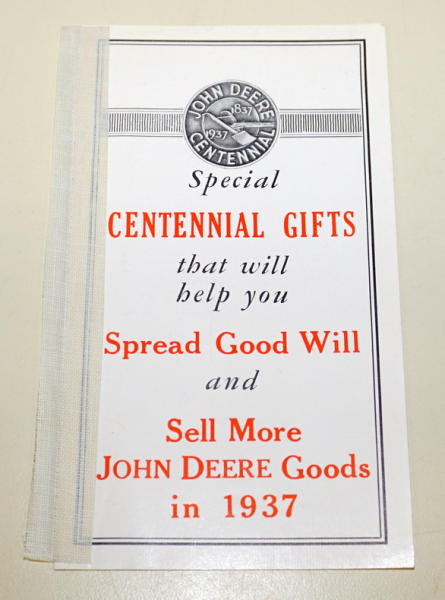 JOHN DEERE
1837
1937
CENTENNIAL
Special
CENTENNIAL GIFTS
that will
help you
Spread Good Will
and
Sell More
JOHN DEERE Goods
in 1937